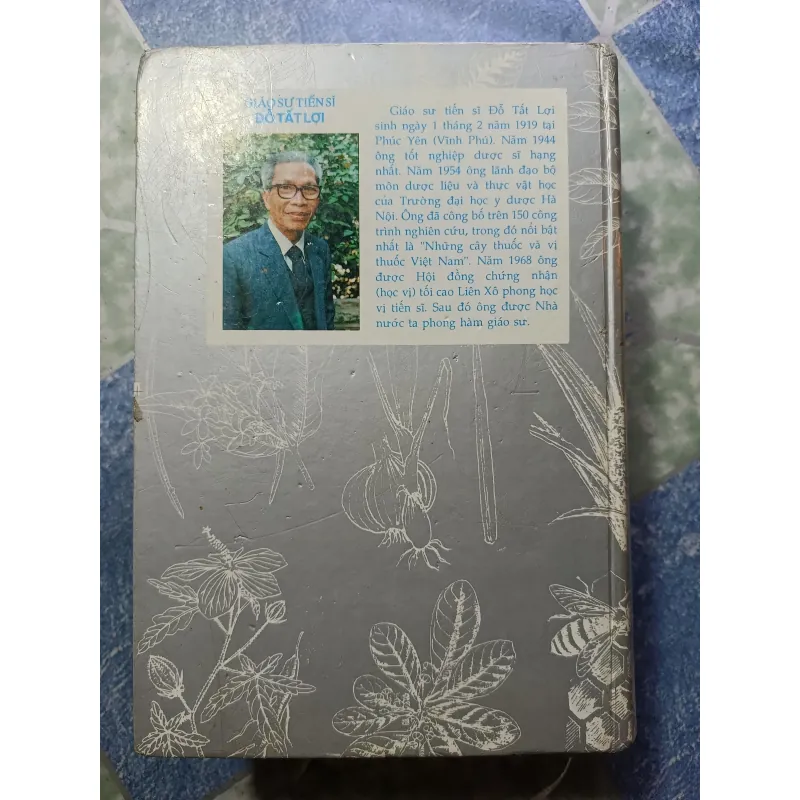 GIÁO SƯ TIẾN SĨ
ĐỖ TẤT LỢI
Giáo sư tiến sĩ Đỗ Tất Lợi
sinh ngày 1 tháng 2 năm 1919 tại
Phúc Yên (Vĩnh Phú). Năm 1944
ông tốt nghiệp dược sĩ hạng
nhất. Năm 1954 ông lãnh đạo bộ
môn dược liệu và thực vật học
của Trường đại học y dược Hà
Nội. Ông đã công bố trên 150 công
trình nghiên cứu, trong đó nổi bật
nhất là "Những cây thuốc và vị
thuốc Việt Nam". Năm 1968 ông
được Hội đồng chứng nhận
(học vị) tối cao Liên Xô phong học
vị tiến sĩ. Sau đó ông được Nhà
nước ta phong hàm giáo sư.